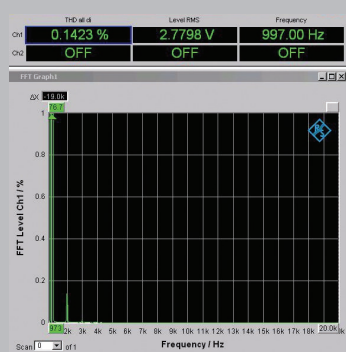 THD all di Level RMS Frequency
Ch1 0.1423 % 2.7798 V 997.00 Hz
Ch2 OFF OFF OFF
FFT Graph1
ΔX -19.0k
76.7
1
0.8
0.6
0.4
0.2
0
FFT Level Ch1 / %
973 2k 3k 4k 5k 6k 7k 8k 9k 10k 11k 12k 13k 14k 15k 16k 17k 18k 20.0k
Scan 0 of 1 Frequency / Hz